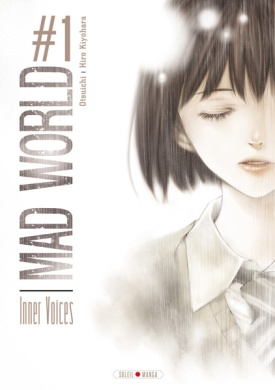 #1
Otsuichi & Hiro Kiyohara
MAD WORLD
Inner Voices
SOLEIL MANGA